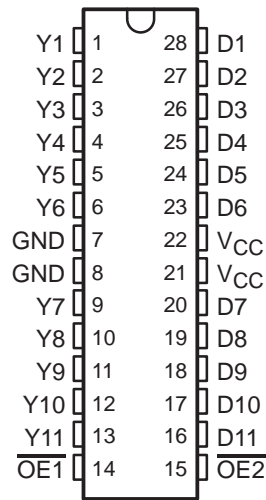 Y1 1 28 D1
Y2 2 27 D2
Y3 3 26 D3
Y4 4 25 D4
Y5 5 24 D5
Y6 6 23 D6
GND 7 22 VCC
GND 8 21 VCC
Y7 9 20 D7
Y8 10 19 D8
Y9 11 18 D9
Y10 12 17 D10
Y11 13 16 D11
O̅E̅1̅ 14 15 O̅E̅2̅